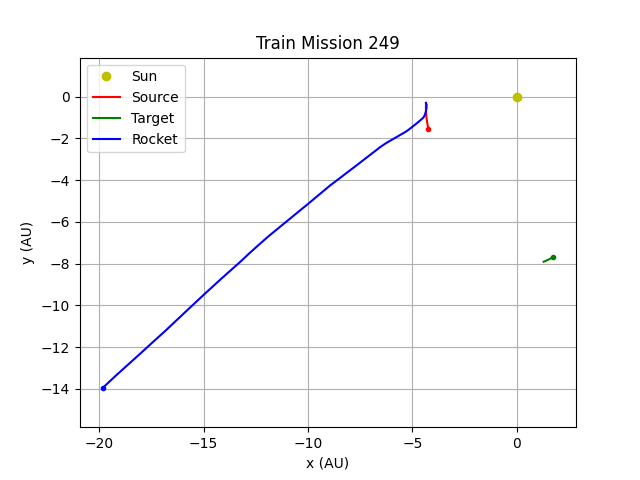 Train Mission 249
Sun
Source
Target
Rocket
0
−2
−4
−6
−8
−10
−12
−14
y (AU)
−20
−15
−10
−5
0
x (AU)